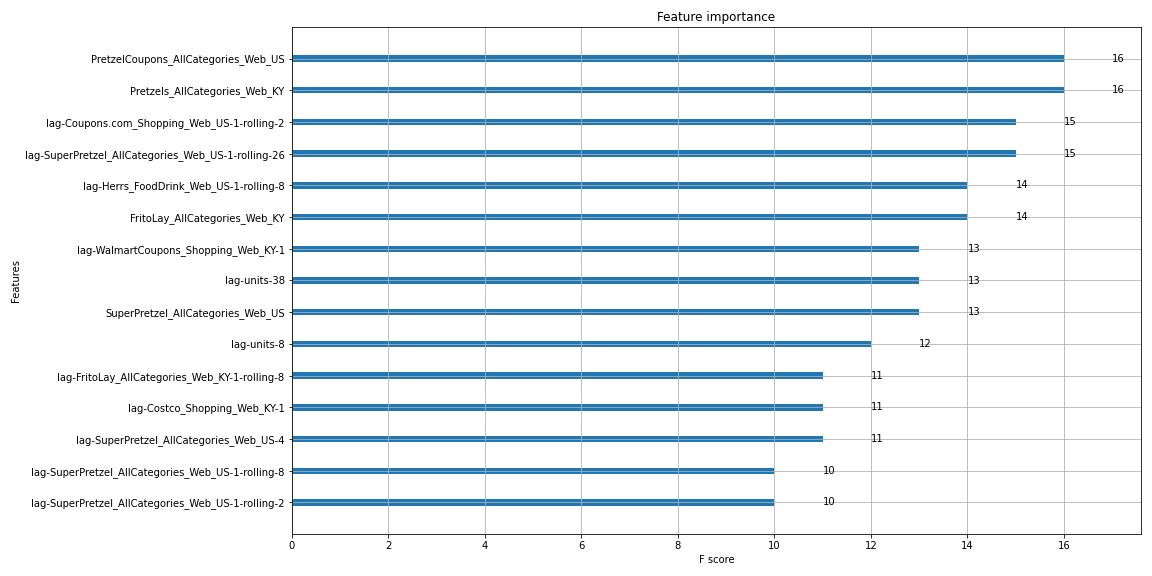 Feature importance
PretzelCoupons_AllCategories_Web_US 16
Pretzels_AllCategories_Web_KY 16
lag-Coupons.com_Shopping_Web_US-1-rolling-2 15
lag-SuperPretzel_AllCategories_Web_US-1-rolling-26 15
lag-Herrs_FoodDrink_Web_US-1-rolling-8 14
FritoLay_AllCategories_Web_KY 14
lag-WalmartCoupons_Shopping_Web_KY-1 13
lag-units-38 13
SuperPretzel_AllCategories_Web_US 13
lag-units-8 12
lag-FritoLay_AllCategories_Web_KY-1-rolling-8 11
lag-Costco_Shopping_Web_KY-1 11
lag-SuperPretzel_AllCategories_Web_US-4 11
lag-SuperPretzel_AllCategories_Web_US-1-rolling-8 10
lag-SuperPretzel_AllCategories_Web_US-1-rolling-2 10
Features
0 2 4 6 8 10 12 14 16
F score